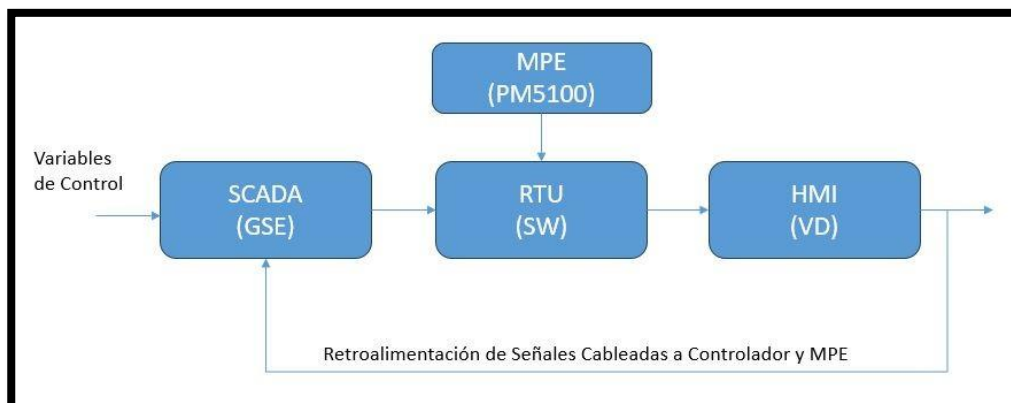 MPE
(PM5100)
Variables
de Control
SCADA
(GSE)
RTU
(SW)
HMI
(VD)
Retroalimentación de Señales Cableadas a Controlador y MPE